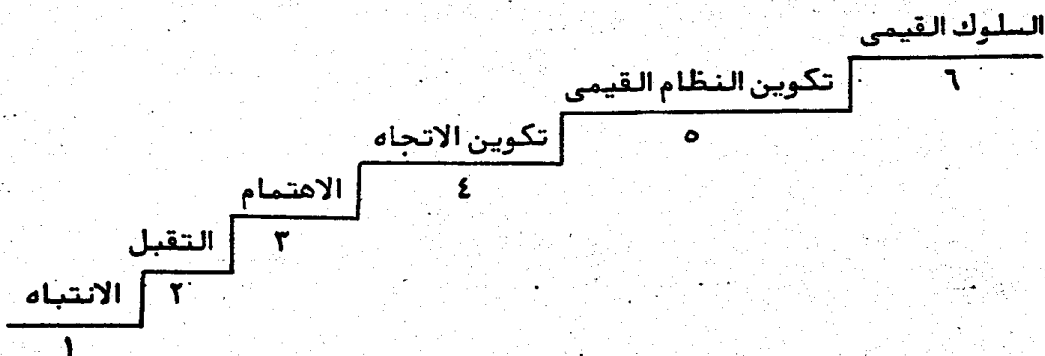 السلوك القيمى
٦
تكوين النظام القيمى
٥
تكوين الاتجاه
٤
الاهتمام
٣
التقبل
٢
الانتباه
١